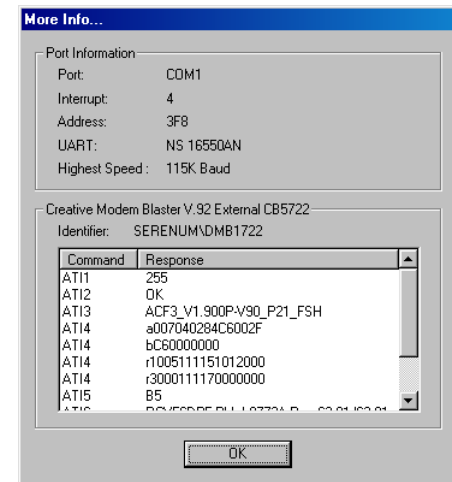 More Info...
Port Information
Port: COM1
Interrupt: 4
Address: 3F8
UART: NS 16550AN
Highest Speed : 115K Baud
Creative Modem Blaster V.92 External CB5722
Identifier: SERENUM\DMB1722
Command Response
ATI1 255
ATI2 OK
ATI3 ACF3_V1.900P-V90_P21_FSH
ATI4 a007040284C6002F
ATI4 bC60000000
ATI4 r1005111151012000
ATI4 r3000111170000000
ATI5 B5
OK